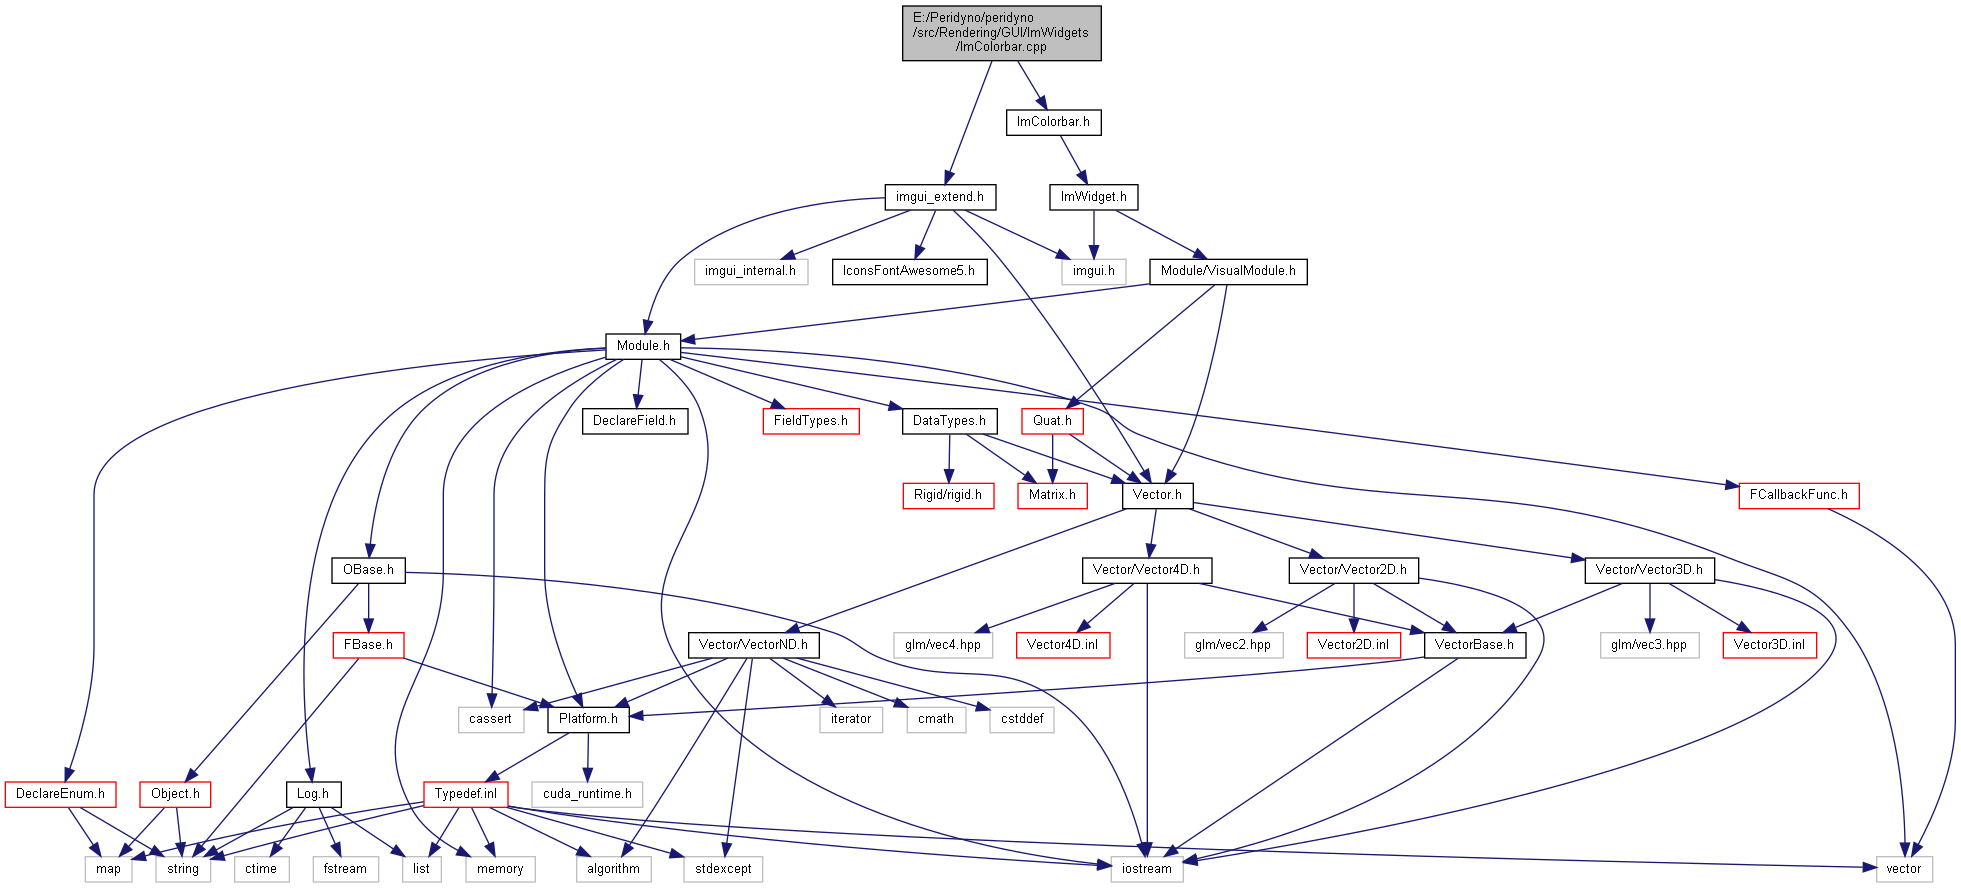 E:/Peridyno/peridyno
/src/Rendering/GUI/ImWidgets
/ImColorbar.cpp
ImColorbar.h
imgui_extend.h
ImWidget.h
imgui_internal.h
IconsFontAwesome5.h
imgui.h
Module/VisualModule.h
Module.h
DeclareField.h
FieldTypes.h
DataTypes.h
Quat.h
Rigid/rigid.h
Matrix.h
Vector.h
FCallbackFunc.h
OBase.h
Vector/Vector4D.h
Vector/Vector2D.h
Vector/Vector3D.h
FBase.h
Vector/VectorND.h
glm/vec4.hpp
Vector4D.inl
glm/vec2.hpp
Vector2D.inl
VectorBase.h
glm/vec3.hpp
Vector3D.inl
cassert
Platform.h
iterator
cmath
cstddef
DeclareEnum.h
Object.h
Log.h
Typedef.inl
cuda_runtime.h
map
string
ctime
fstream
list
memory
algorithm
stdexcept
iostream
vector